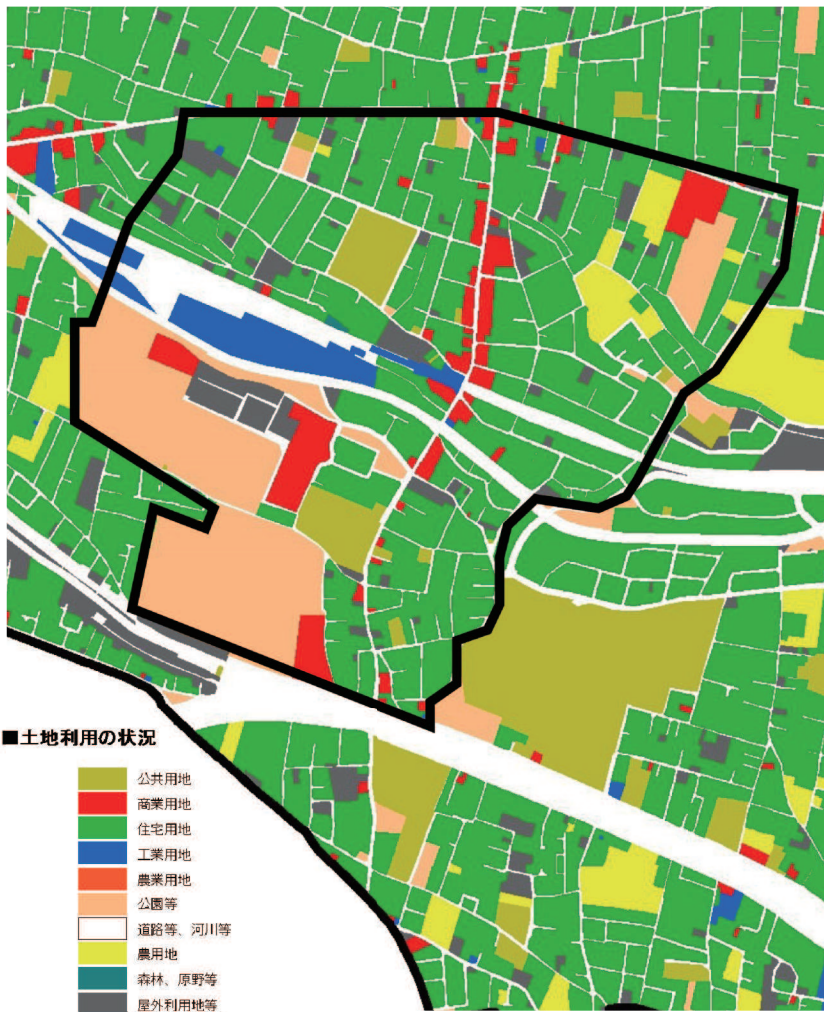 ■土地利用の状況
公共用地
商業用地
住宅用地
工業用地
農業用地
公園等
道路等、河川等
農用地
森林、原野等
屋外利用地等